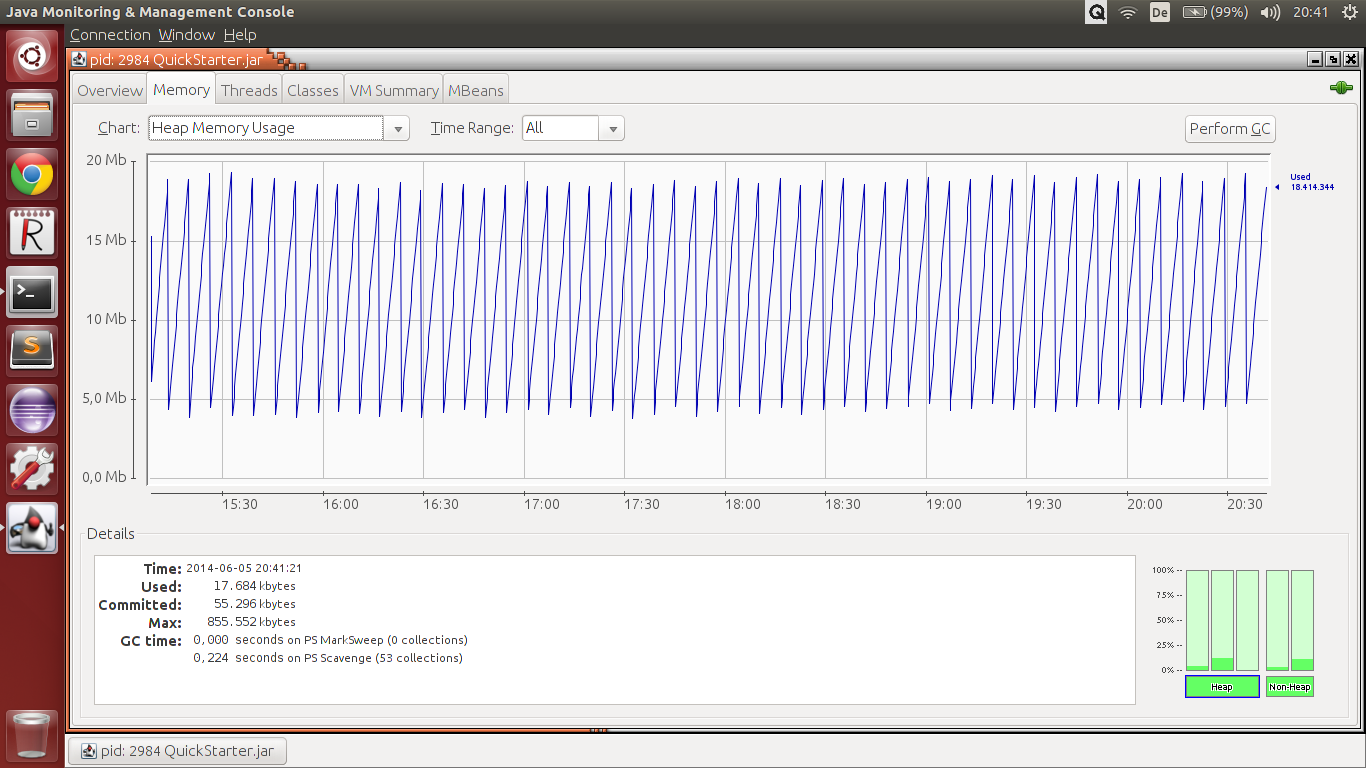 Java Monitoring & Management Console
De (99%) 20:41
Connection Window Help
pid: 2984 QuickStarter.jar
Overview Memory Threads Classes VM Summary MBeans
Chart: Heap Memory Usage Time Range: All Perform GC
20 Mb
Used
18.414.344
15 Mb
10 Mb
5,0 Mb
0,0 Mb
15:30 16:00 16:30 17:00 17:30 18:00 18:30 19:00 19:30 20:00 20:30
Details
Time: 2014-06-05 20:41:21
Used: 17.684 kbytes
Committed: 55.296 kbytes
Max: 855.552 kbytes
GC time: 0,000 seconds on PS MarkSweep (0 collections)
0,224 seconds on PS Scavenge (53 collections)
100% --
75% --
50% --
25% --
0% --
Heap Non-Heap
pid: 2984 QuickStarter.jar